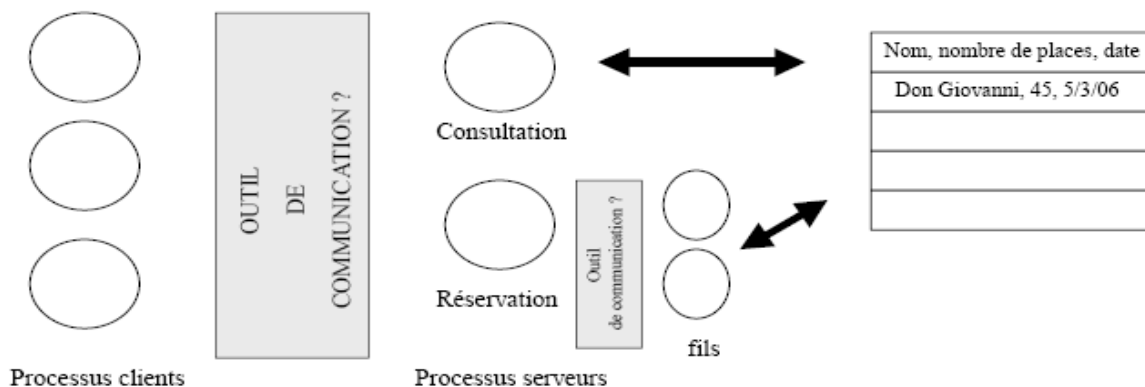 OUTIL
DE
COMMUNICATION ?
Processus clients
Consultation
Réservation
Processus serveurs
Outil
de communication ?
fils
Nom, nombre de places, date
Don Giovanni, 45, 5/3/06